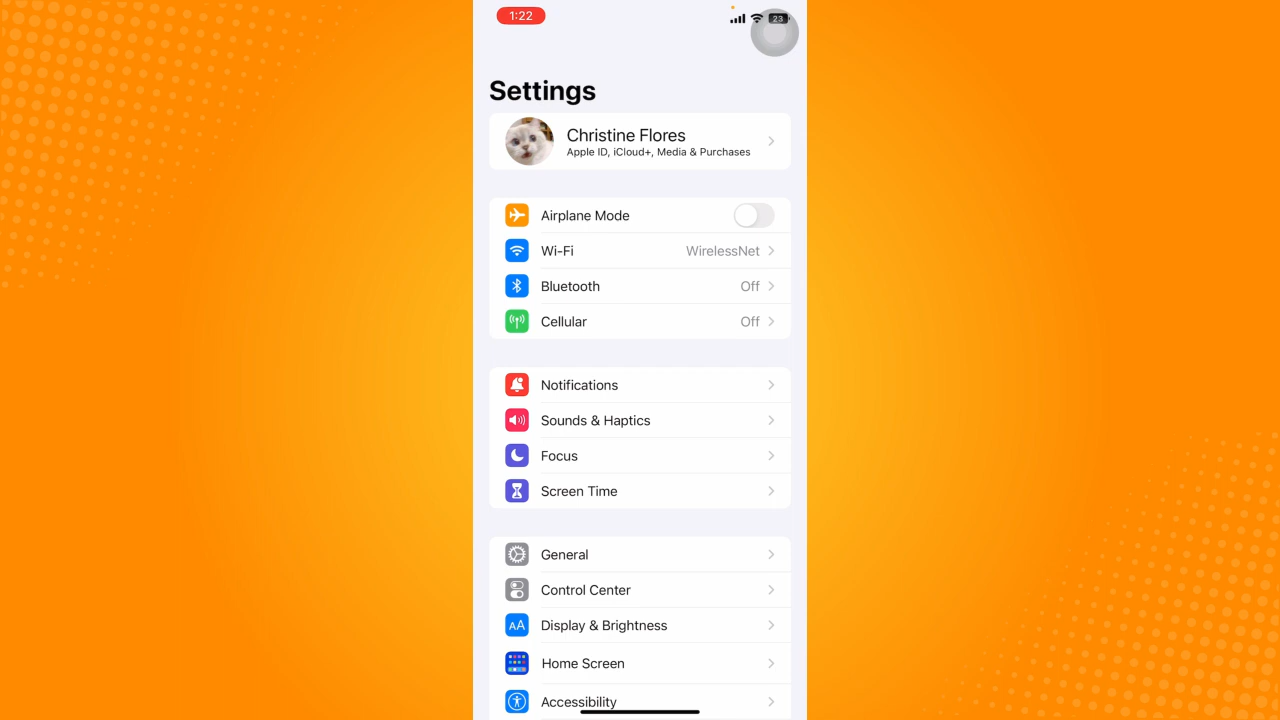 1:22
23
Settings
Christine Flores
Apple ID, iCloud+, Media & Purchases
Airplane Mode
Wi-Fi WirelessNet
Bluetooth Off
Cellular Off
Notifications
Sounds & Haptics
Focus
Screen Time
General
Control Center
AA Display & Brightness
Home Screen
Accessibility